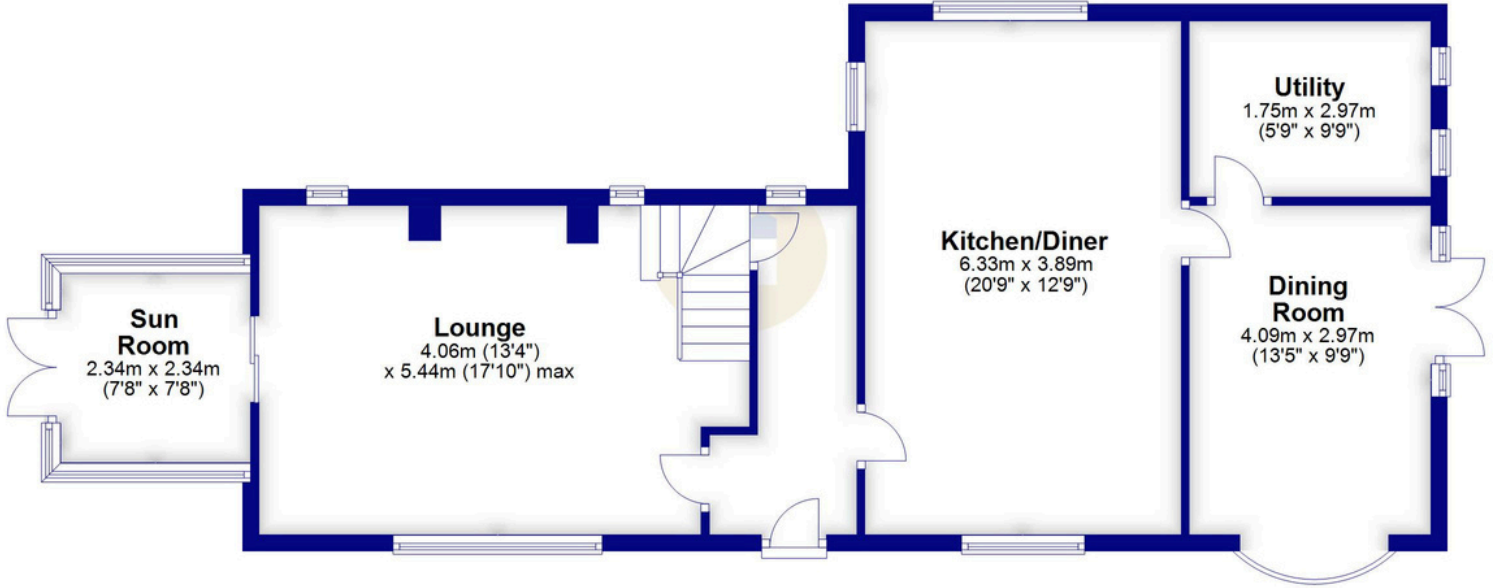 Utility
1.75m x 2.97m
(5'9" x 9'9")
Kitchen/Diner
6.33m x 3.89m
(20'9" x 12'9")
Dining
Room
4.09m x 2.97m
(13'5" x 9'9")
Sun
Room
2.34m x 2.34m
(7'8" x 7'8")
Lounge
4.06m (13'4")
x 5.44m (17'10") max